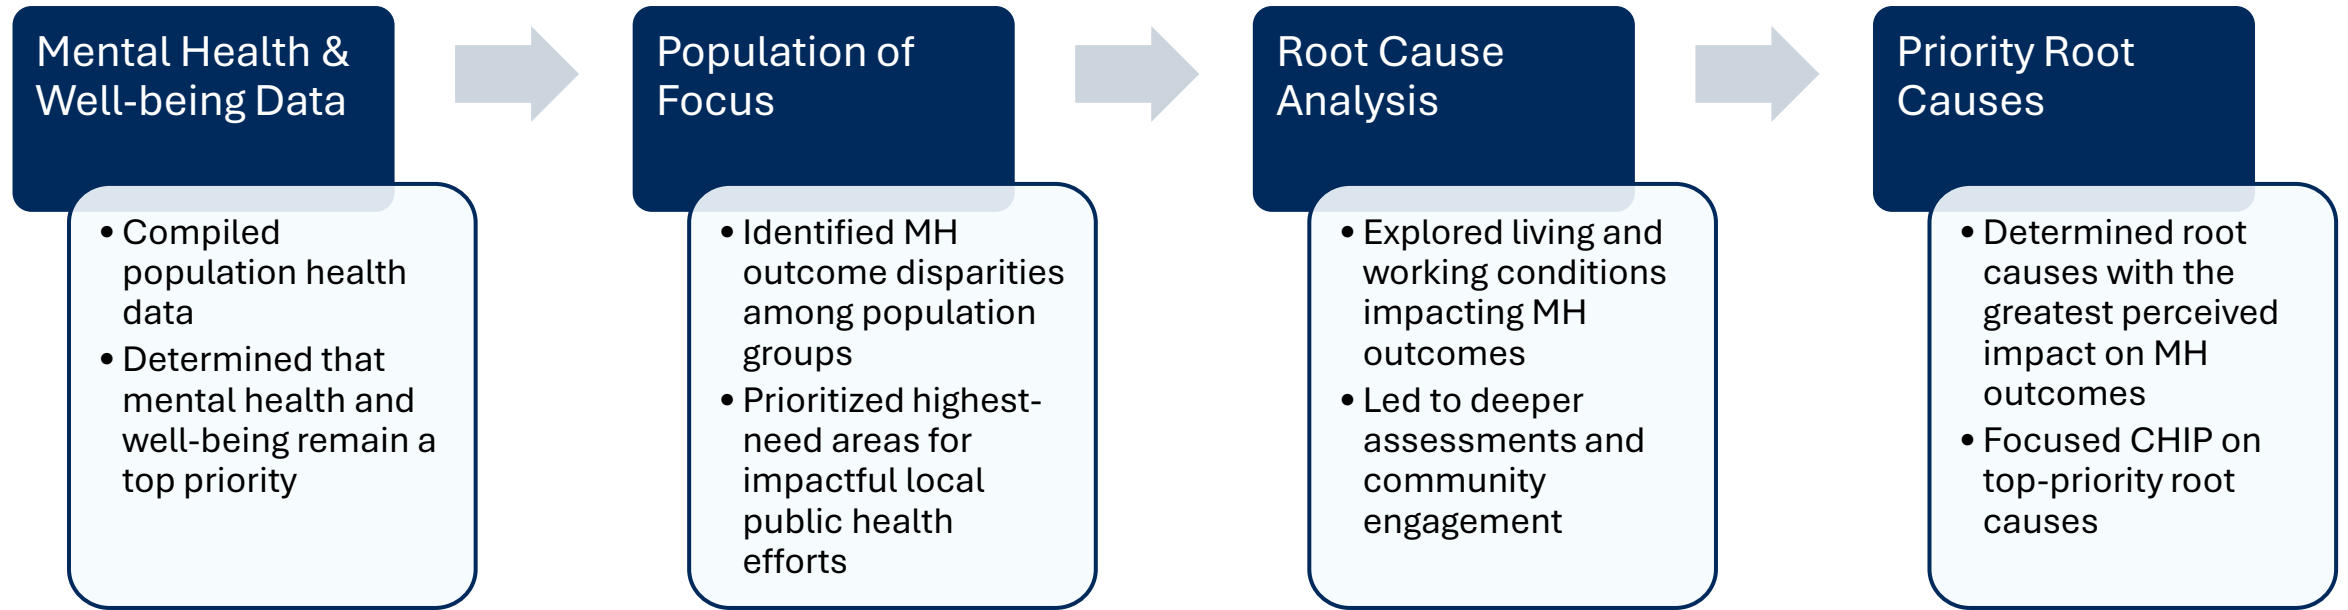 Mental Health &
Well-being Data
• Compiled
population health
data
• Determined that
mental health and
well-being remain a
top priority
Population of
Focus
• Identified MH
outcome disparities
among population
groups
• Prioritized highest-
need areas for
impactful local
public health
efforts
Root Cause
Analysis
• Explored living and
working conditions
impacting MH
outcomes
• Led to deeper
assessments and
community
engagement
Priority Root
Causes
• Determined root
causes with the
greatest perceived
impact on MH
outcomes
• Focused CHIP on
top-priority root
causes